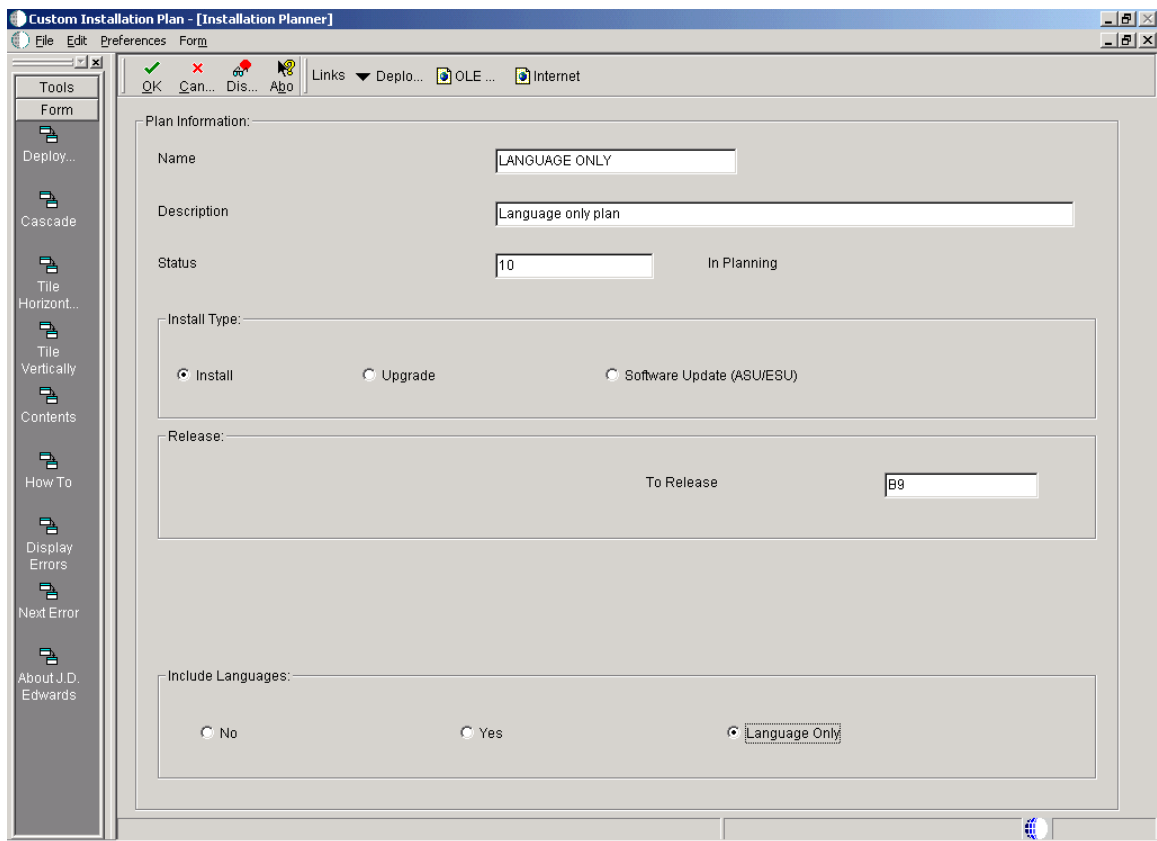 Custom Installation Plan - [Installation Planner]
File Edit Preferences Form
OK Can... Dis... Abo Links Deplo... OLE ... Internet
Tools
Form
Deploy...
Cascade
Tile
Horizont...
Tile
Vertically
Contents
How To
Display
Errors
Next Error
About J.D.
Edwards
Plan Information:
Name LANGUAGE ONLY
Description Language only plan
Status 10 In Planning
Install Type:
Install Upgrade Software Update (ASU/ESU)
Release:
To Release B9
Include Languages:
No Yes Language Only